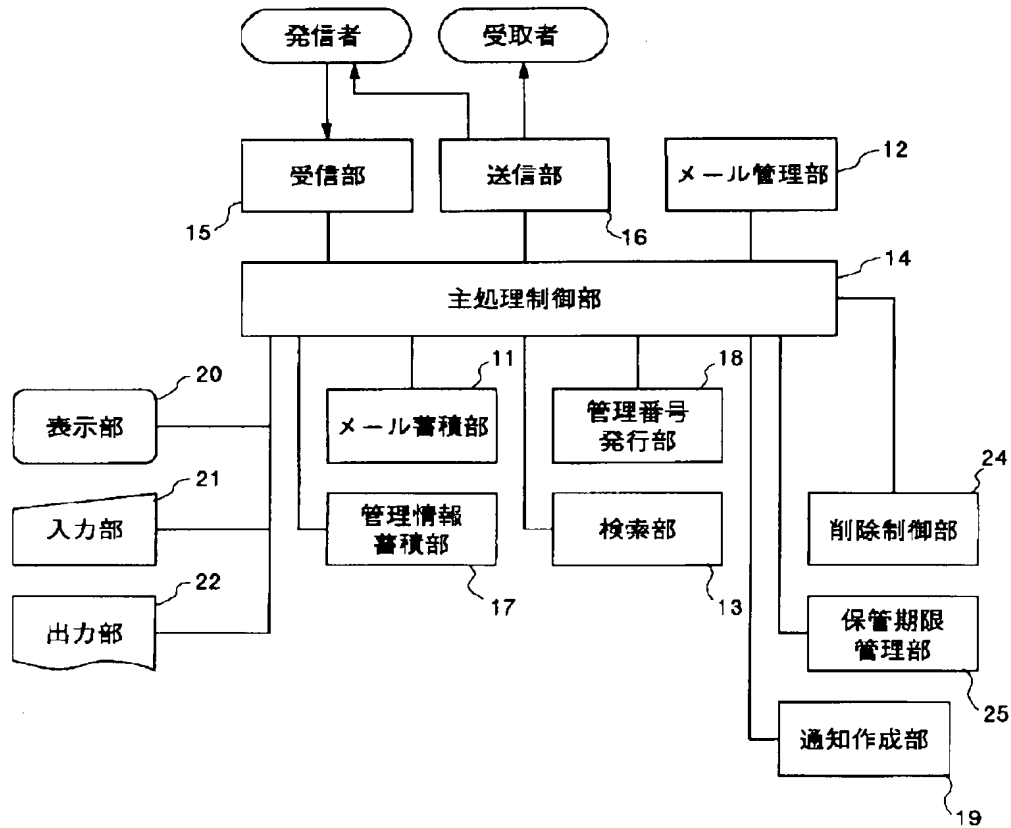 発信者
受取者
受信部
15
送信部
16
メール管理部
12
主処理制御部
14
表示部
20
メール蓄積部
11
管理番号
発行部
18
入力部
21
管理情報
蓄積部
17
検索部
13
削除制御部
24
出力部
22
保管期限
管理部
25
通知作成部
19